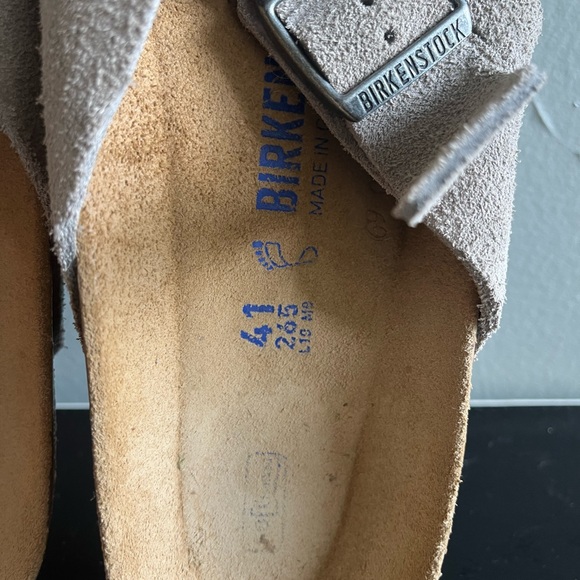 BIRKENSTOCK
BIRKEN
MADE IN
41
265
L10 M8